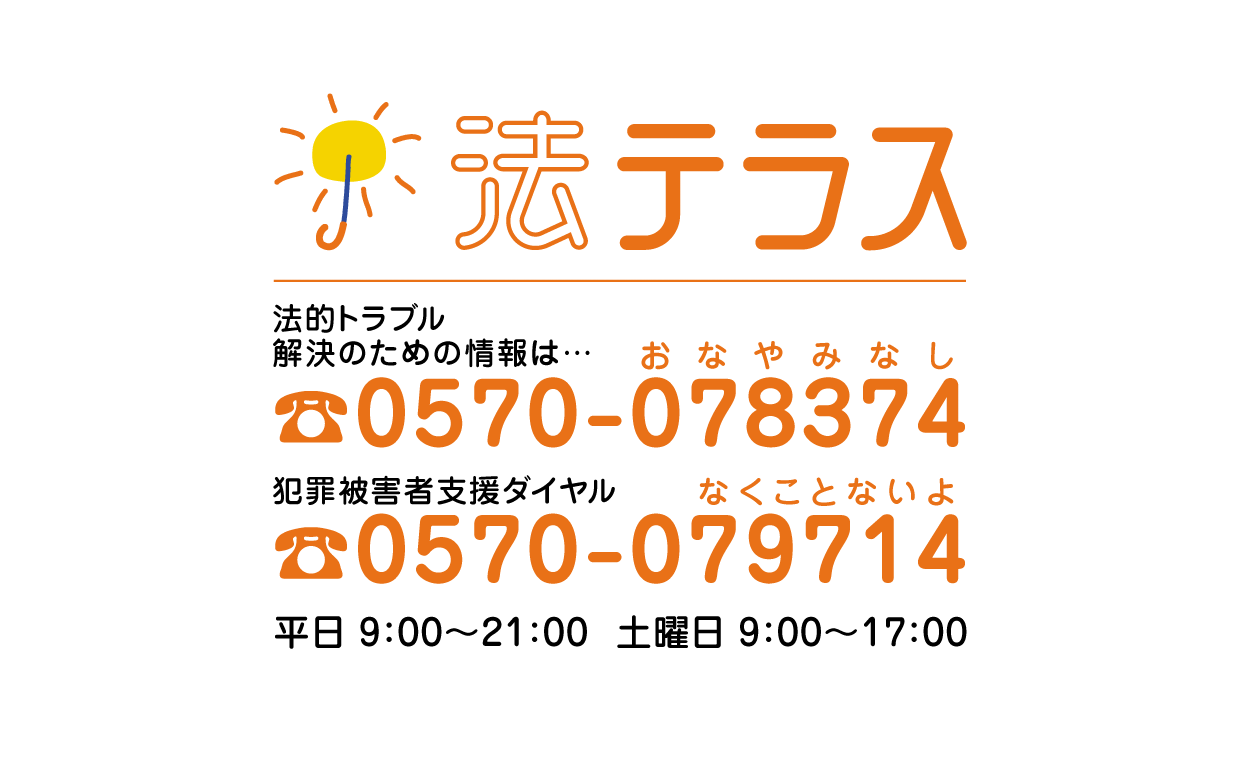 法テラス
法的トラブル
解決のための情報は…
おなやみなし
☎0570-078374
犯罪被害者支援ダイヤル なくことないよ
☎0570-079714
平日 9:00～21:00 土曜日 9:00～17:00